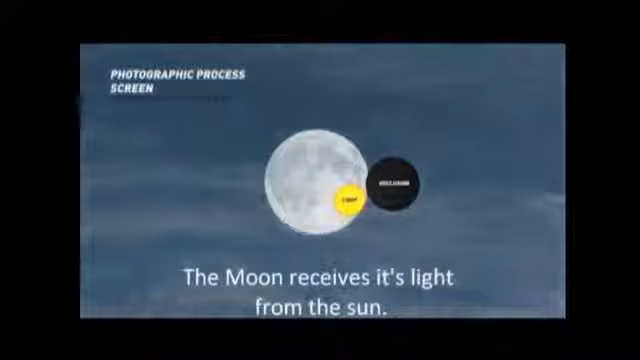 PHOTOGRAPHIC PROCESS
SCREEN
The Moon receives it's light
from the sun.